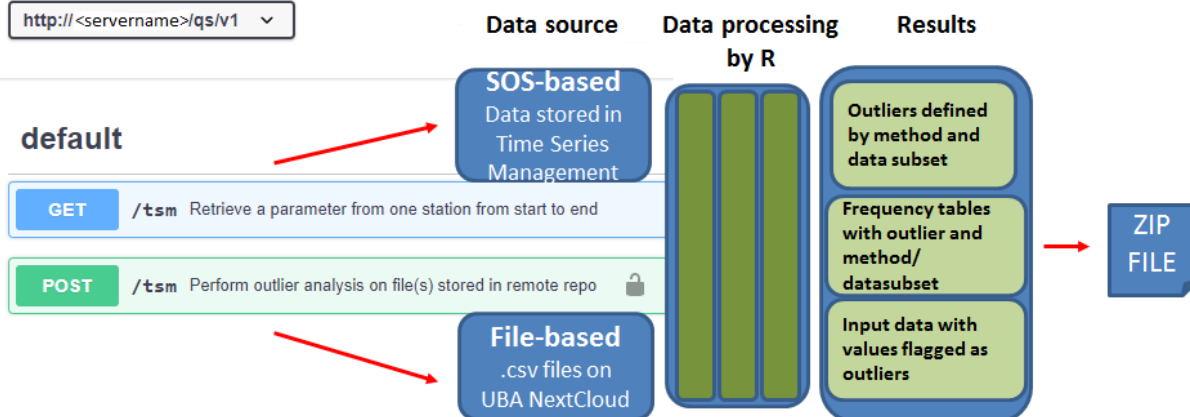 http://<servername>/qs/v1
Data source
Data processing
by R
Results
default
SOS-based
Data stored in
Time Series
Management
GET /tsm Retrieve a parameter from one station from start to end
POST /tsm Perform outlier analysis on file(s) stored in remote repo
File-based
.csv files on
UBA NextCloud
Outliers defined
by method and
data subset
Frequency tables
with outlier and
method/
datasubset
Input data with
values flagged as
outliers
ZIP
FILE